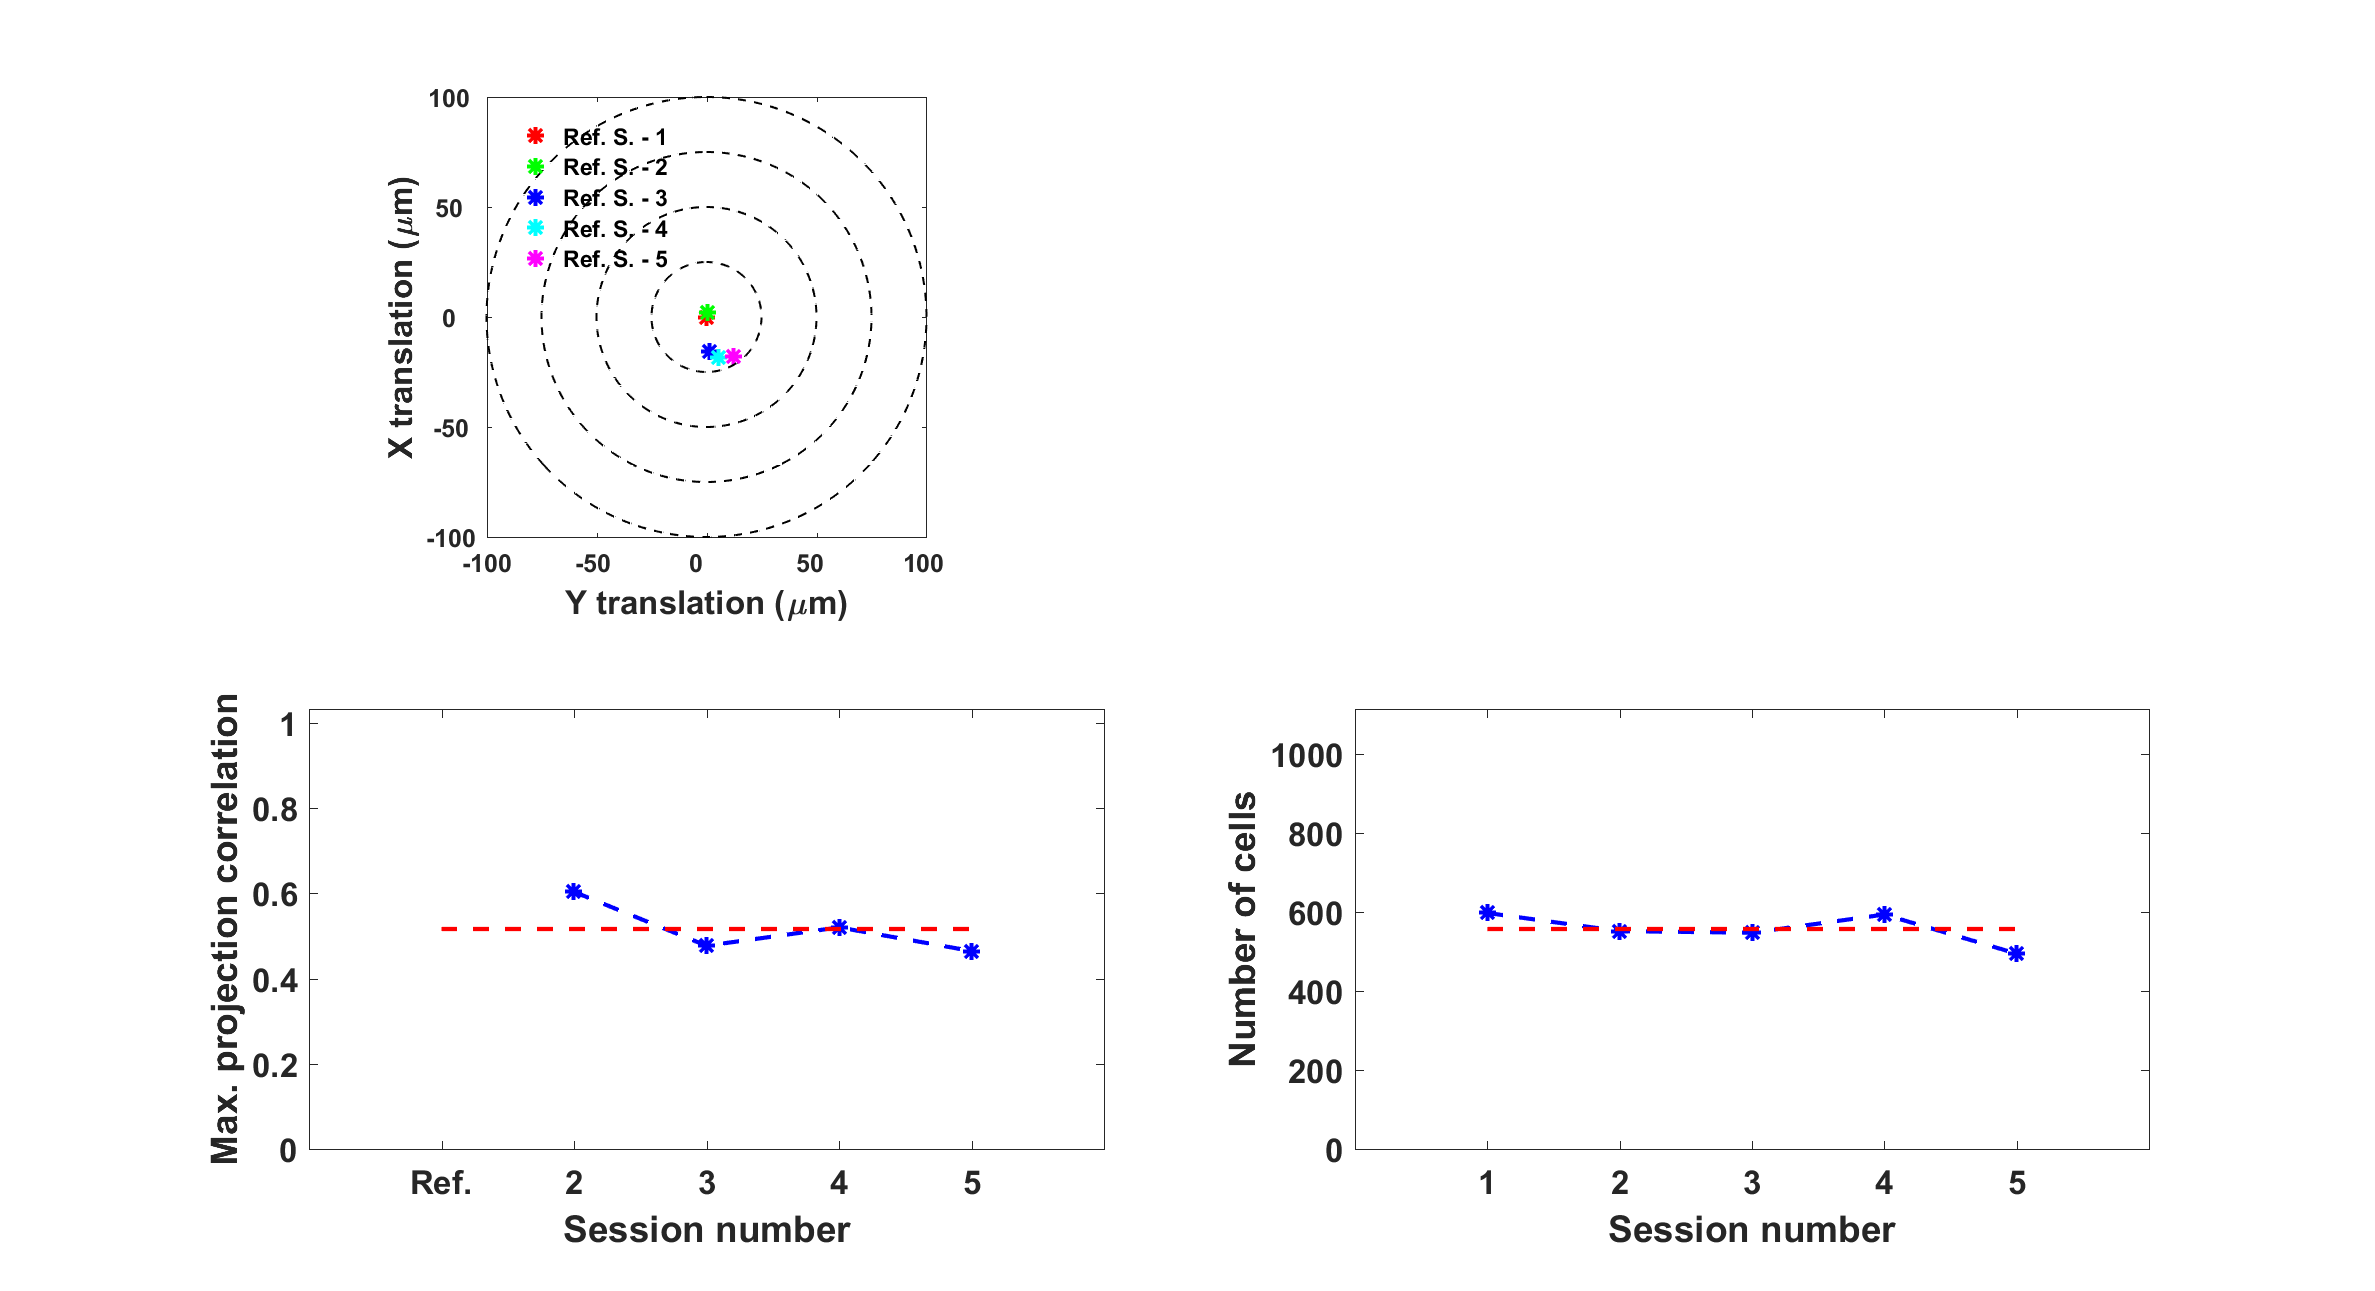 100
50
0
-50
-100
X translation (μm)
Ref. S. - 1
Ref. S. - 2
Ref. S. - 3
Ref. S. - 4
Ref. S. - 5
-100 -50 0 50 100
Y translation (μm)
1
0.8
0.6
0.4
0.2
0
Max. projection correlation
Ref. 2 3 4 5
Session number
1000
800
600
400
200
0
Number of cells
1 2 3 4 5
Session number